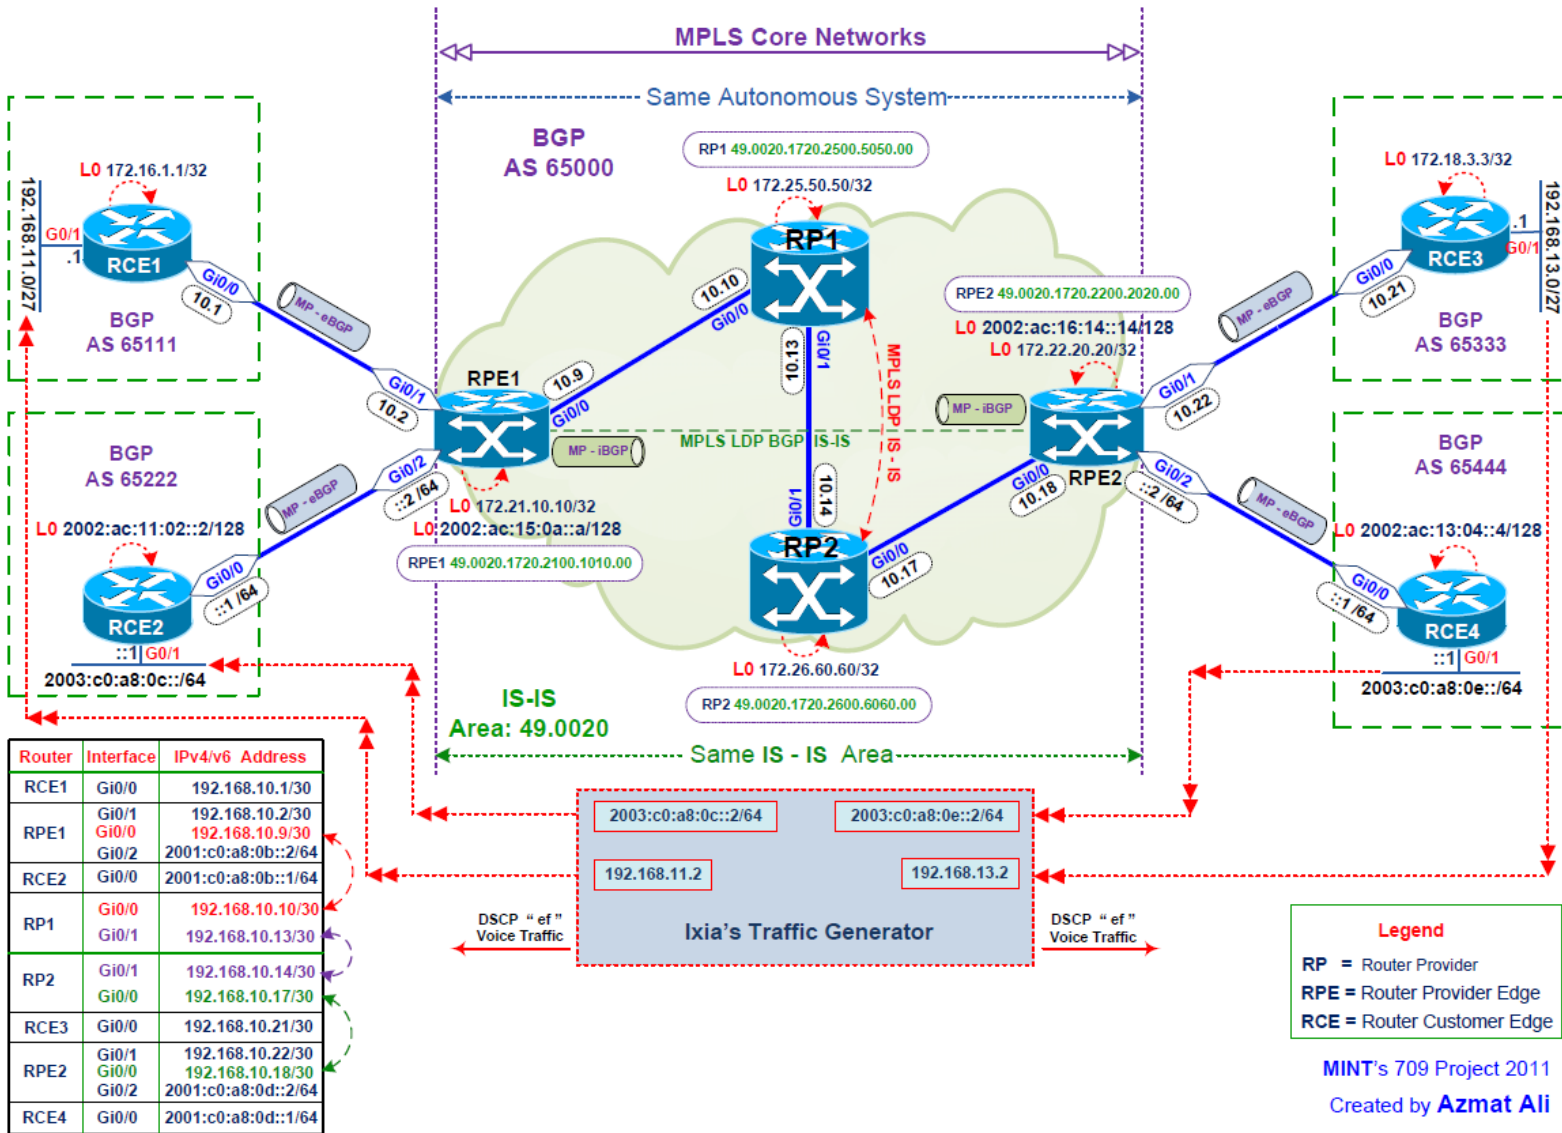 MPLS Core Networks
Same Autonomous System
BGP
AS 65000
RP1 49.0020.1720.2500.5050.00
L0 172.25.50.50/32
RP1
10.10
Gi0/0
10.13
Gi0/1
MPLS LDP IS - IS
L0 172.16.1.1/32
192.168.11.0/27
G0/1
.1
RCE1
Gi0/0
10.1
MP - eBGP
BGP
AS 65111
Gi0/1
10.2
RPE1
10.9
Gi0/0
MP - iBGP
MPLS LDP BGP IS-IS
BGP
AS 65222
MP - eBGP
Gi0/2
::2 /64
L0 172.21.10.10/32
L0 2002:ac:15:0a::a/128
RPE1 49.0020.1720.2100.1010.00
L0 2002:ac:11:02::2/128
Gi0/0
::1 /64
RCE2
::1 G0/1
2003:c0:a8:0c::/64
10.14
Gi0/1
RP2
Gi0/0
10.17
L0 172.26.60.60/32
RP2 49.0020.1720.2600.6060.00
RPE2 49.0020.1720.2200.2020.00
L0 2002:ac:16:14::14/128
L0 172.22.20.20/32
MP - iBGP
RPE2
Gi0/0
10.18
Gi0/1
10.22
MP - eBGP
Gi0/0
10.21
L0 172.18.3.3/32
RCE3
.1
G0/1
192.168.13.0/27
BGP
AS 65333
BGP
AS 65444
Gi0/2
::2 /64
MP - eBGP
L0 2002:ac:13:04::4/128
Gi0/0
::1 /64
RCE4
::1 G0/1
2003:c0:a8:0e::/64
IS-IS
Area: 49.0020
Same IS - IS Area
Router Interface IPv4/v6 Address
RCE1 Gi0/0 192.168.10.1/30
RPE1 Gi0/1 192.168.10.2/30
Gi0/0 192.168.10.9/30
Gi0/2 2001:c0:a8:0b::2/64
RCE2 Gi0/0 2001:c0:a8:0b::1/64
RP1 Gi0/0 192.168.10.10/30
Gi0/1 192.168.10.13/30
RP2 Gi0/1 192.168.10.14/30
Gi0/0 192.168.10.17/30
RCE3 Gi0/0 192.168.10.21/30
RPE2 Gi0/1 192.168.10.22/30
Gi0/0 192.168.10.18/30
Gi0/2 2001:c0:a8:0d::2/64
RCE4 Gi0/0 2001:c0:a8:0d::1/64
2003:c0:a8:0c::2/64
2003:c0:a8:0e::2/64
192.168.11.2
192.168.13.2
Ixia's Traffic Generator
DSCP “ ef ”
Voice Traffic
DSCP “ ef ”
Voice Traffic
Legend
RP = Router Provider
RPE = Router Provider Edge
RCE = Router Customer Edge
MINT's 709 Project 2011
Created by Azmat Ali